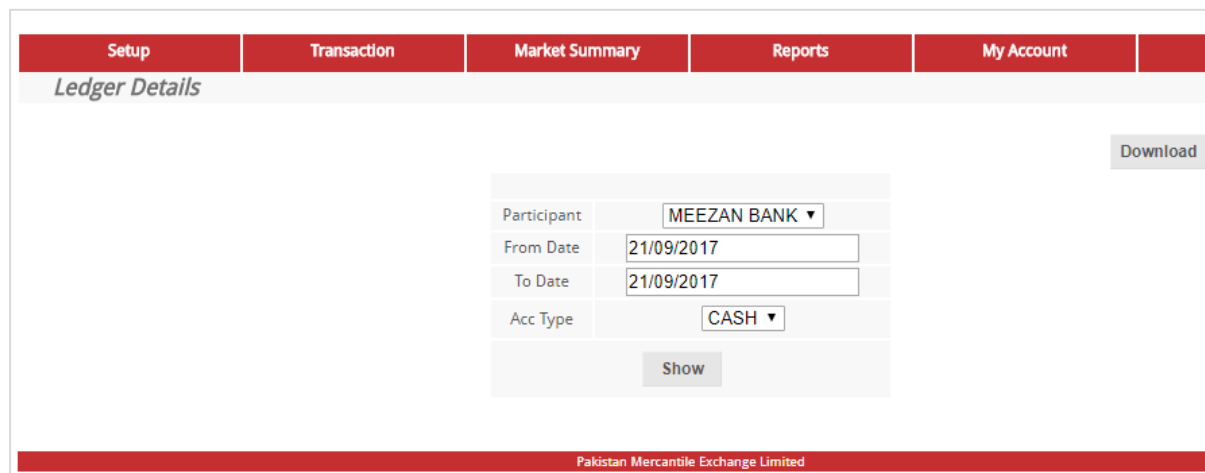 Setup Transaction Market Summary Reports My Account
Ledger Details
Download
Participant MEEZAN BANK
From Date 21/09/2017
To Date 21/09/2017
Acc Type CASH
Show
Pakistan Mercantile Exchange Limited